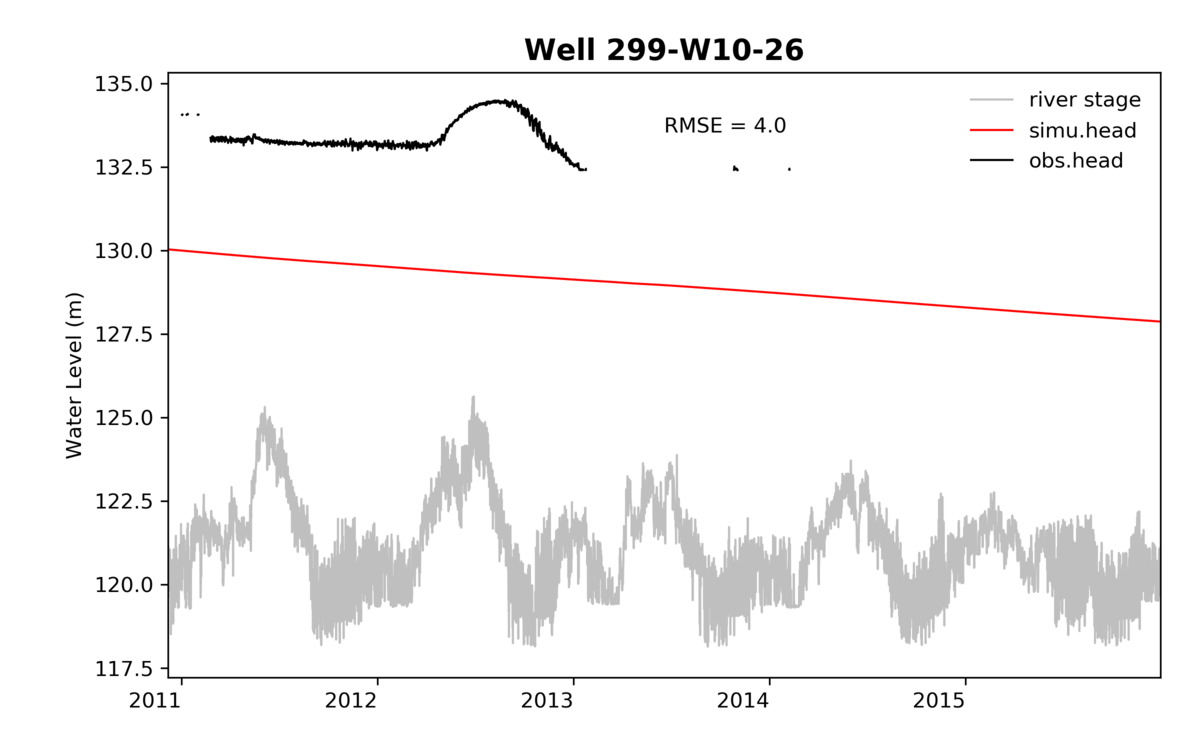 Well 299-W10-26
135.0
132.5
130.0
127.5
125.0
122.5
120.0
117.5
Water Level (m)
RMSE = 4.0
river stage
simu.head
obs.head
2011 2012 2013 2014 2015